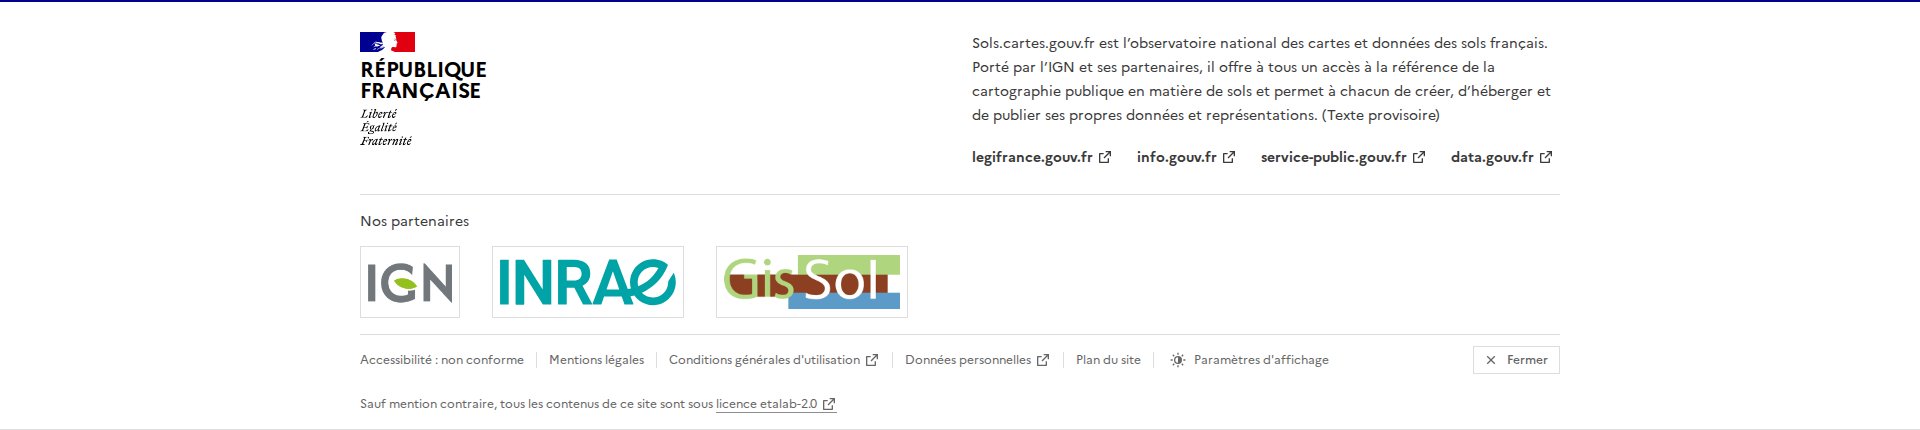 RÉPUBLIQUE
FRANÇAISE
Liberté
Égalité
Fraternité
Sols.cartes.gouv.fr est l’observatoire national des cartes et données des sols français.
Porté par l’IGN et ses partenaires, il offre à tous un accès à la référence de la
cartographie publique en matière de sols et permet à chacun de créer, d’héberger et
de publier ses propres données et représentations. (Texte provisoire)
legifrance.gouv.fr info.gouv.fr service-public.gouv.fr data.gouv.fr
Nos partenaires
IGN INRAE Gis Sol
Accessibilité : non conforme Mentions légales Conditions générales d'utilisation Données personnelles Plan du site Paramètres d'affichage Fermer
Sauf mention contraire, tous les contenus de ce site sont sous licence etalab-2.0